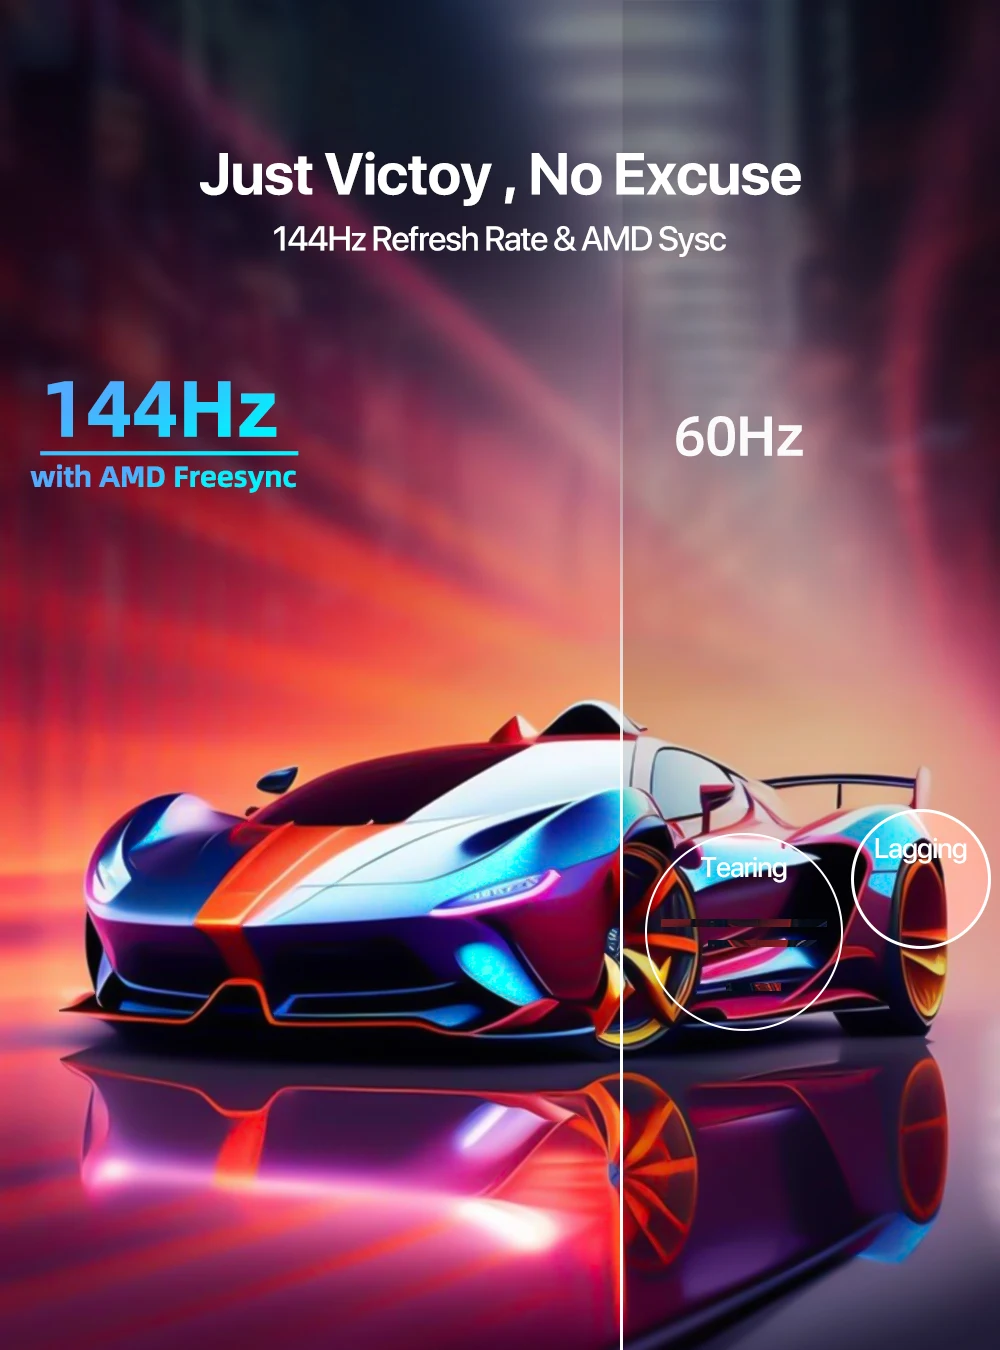 Just Victoy , No Excuse
144Hz Refresh Rate & AMD Sysc
144Hz
with AMD Freesync
60Hz
Tearing
Lagging